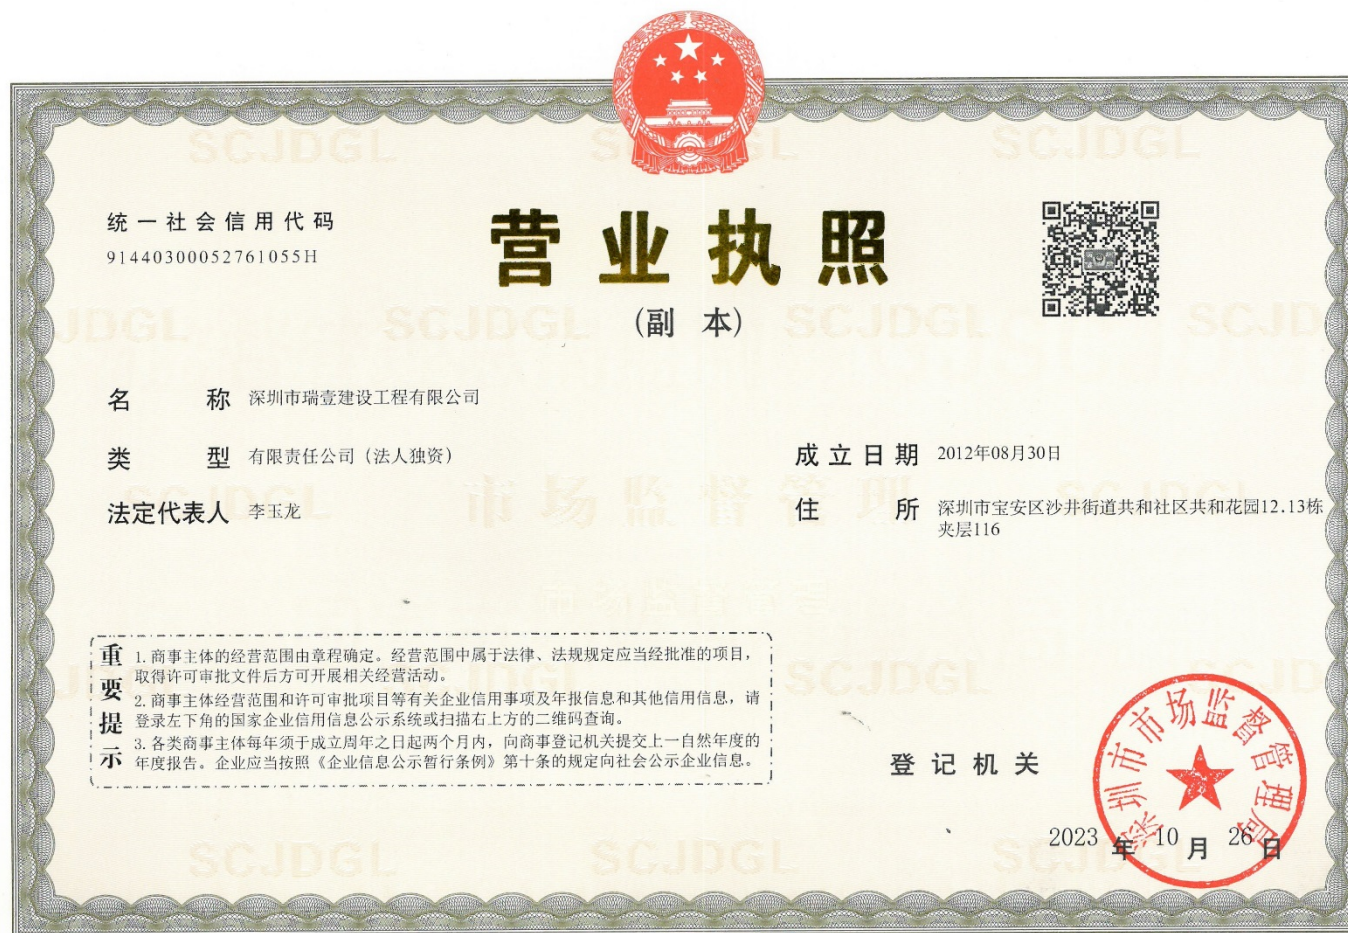 统一社会信用代码
91440300052761055H
营业执照
(副 本)
名 称 深圳市瑞壹建设工程有限公司
类 型 有限责任公司（法人独资）
法定代表人 李玉龙
成立日期 2012年08月30日
住 所 深圳市宝安区沙井街道共和社区共和花园12.13栋
夹层116
重要提示
1.商事主体的经营范围由章程确定。经营范围中属于法律、法规规定应当经批准的项目，
取得许可审批文件后方可开展相关经营活动。
2.商事主体经营范围和许可审批项目等有关企业信用事项及年报信息和其他信用信息，请
登录左下角的国家企业信用信息公示系统或扫描右上方的二维码查询。
3.各类商事主体每年须于成立周年之日起两个月内，向商事登记机关提交上一自然年度的
年度报告。企业应当按照《企业信息公示暂行条例》第十条的规定向社会公示企业信息。
登记机关
深圳市市场监督管理局
2023 年 10 月 26 日
SCJDGL
市场监督管理